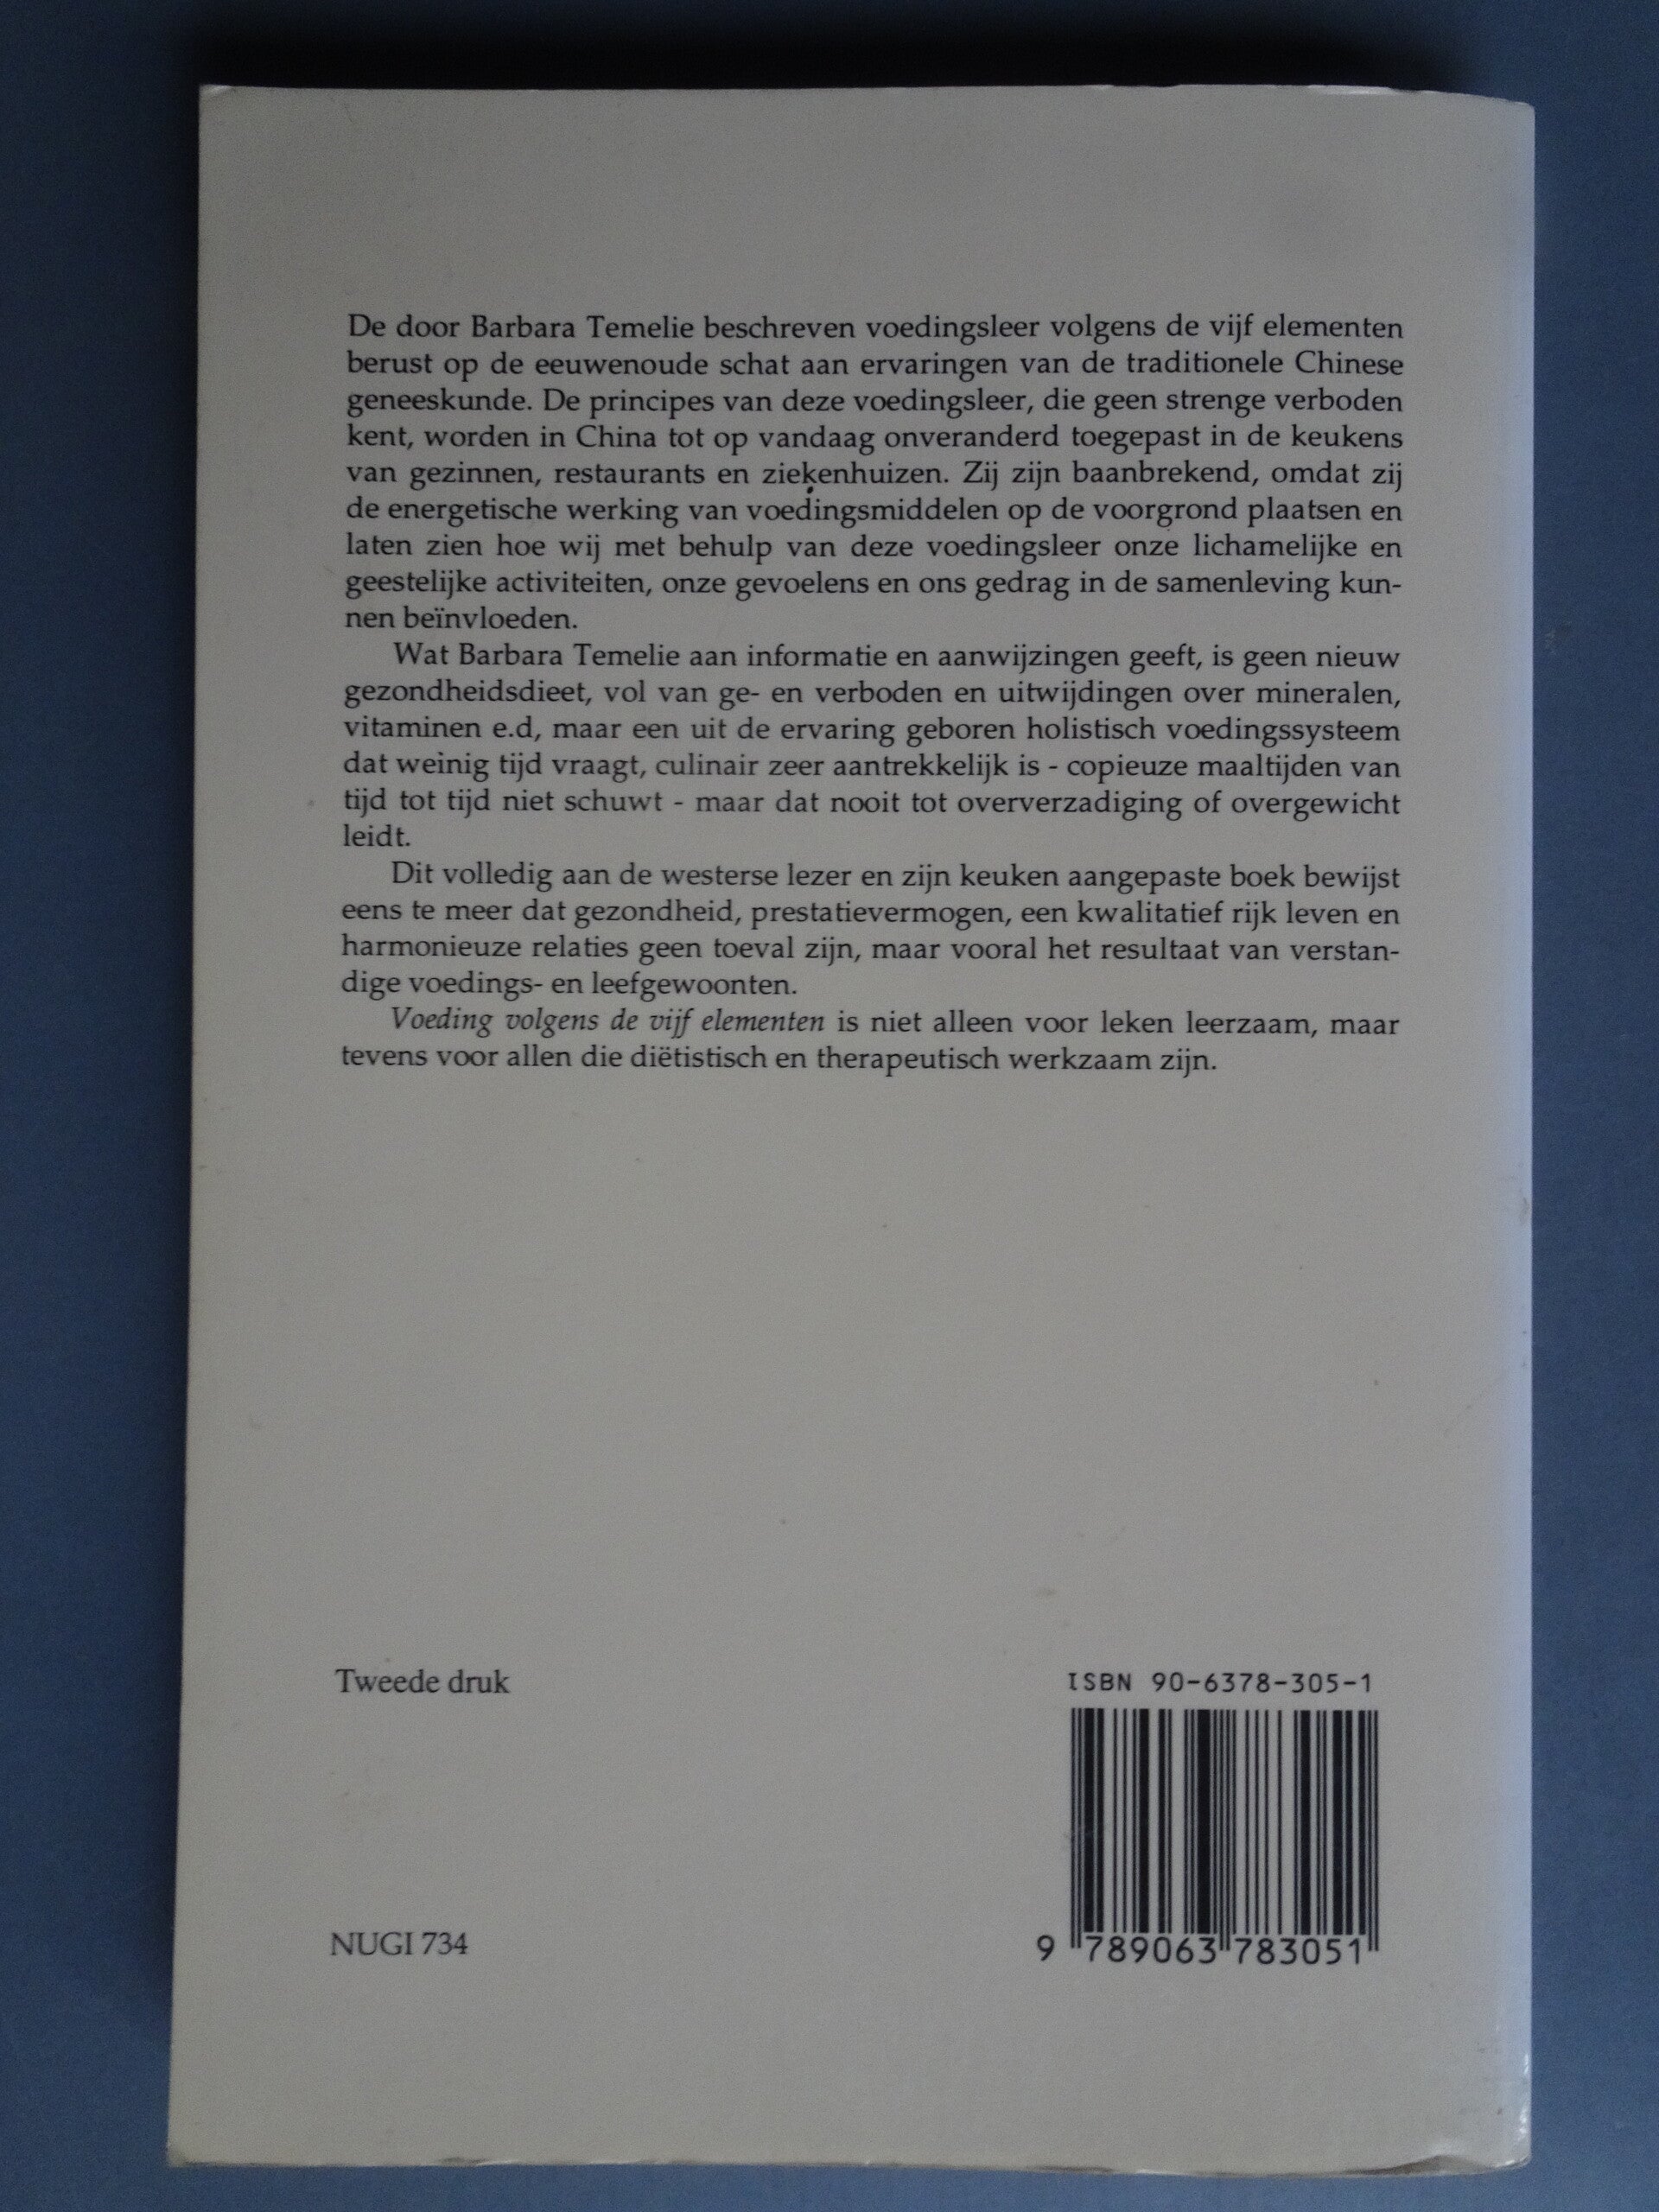 De door Barbara Temelie beschreven voedingsleer volgens de vijf elementen
berust op de eeuwenoude schat aan ervaringen van de traditionele Chinese
geneeskunde. De principes van deze voedingsleer, die geen strenge verboden
kent, worden in China tot op vandaag onveranderd toegepast in de keukens
van gezinnen, restaurants en ziekenhuizen. Zij zijn baanbrekend, omdat zij
de energetische werking van voedingsmiddelen op de voorgrond plaatsen en
laten zien hoe wij met behulp van deze voedingsleer onze lichamelijke en
geestelijke activiteiten, onze gevoelens en ons gedrag in de samenleving kun-
nen beïnvloeden.
Wat Barbara Temelie aan informatie en aanwijzingen geeft, is geen nieuw
gezondheidsdieet, vol van ge- en verboden en uitwijdingen over mineralen,
vitaminen e.d, maar een uit de ervaring geboren holistisch voedingssysteem
dat weinig tijd vraagt, culinair zeer aantrekkelijk is - copieuze maaltijden van
tijd tot tijd niet schuwt - maar dat nooit tot oververzadiging of overgewicht
leidt.
Dit volledig aan de westerse lezer en zijn keuken aangepaste boek bewijst
eens te meer dat gezondheid, prestatievermogen, een kwalitatief rijk leven en
harmonieuze relaties geen toeval zijn, maar vooral het resultaat van verstan-
dige voedings- en leefgewoonten.
Voeding volgens de vijf elementen is niet alleen voor leken leerzaam, maar
tevens voor allen die diëtistisch en therapeutisch werkzaam zijn.
Tweede druk
ISBN 90-6378-305-1
NUGI 734
9 789063 783051